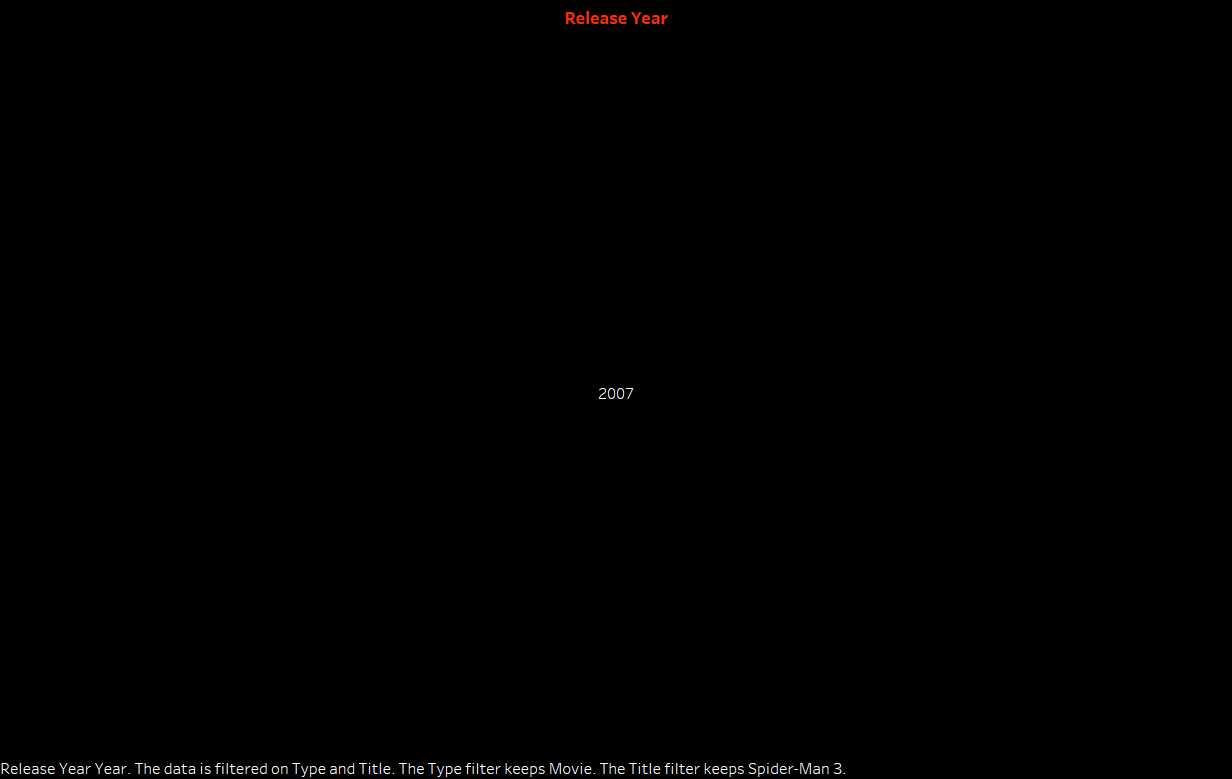 Release Year
2007
Release Year Year. The data is filtered on Type and Title. The Type filter keeps Movie. The Title filter keeps Spider-Man 3.